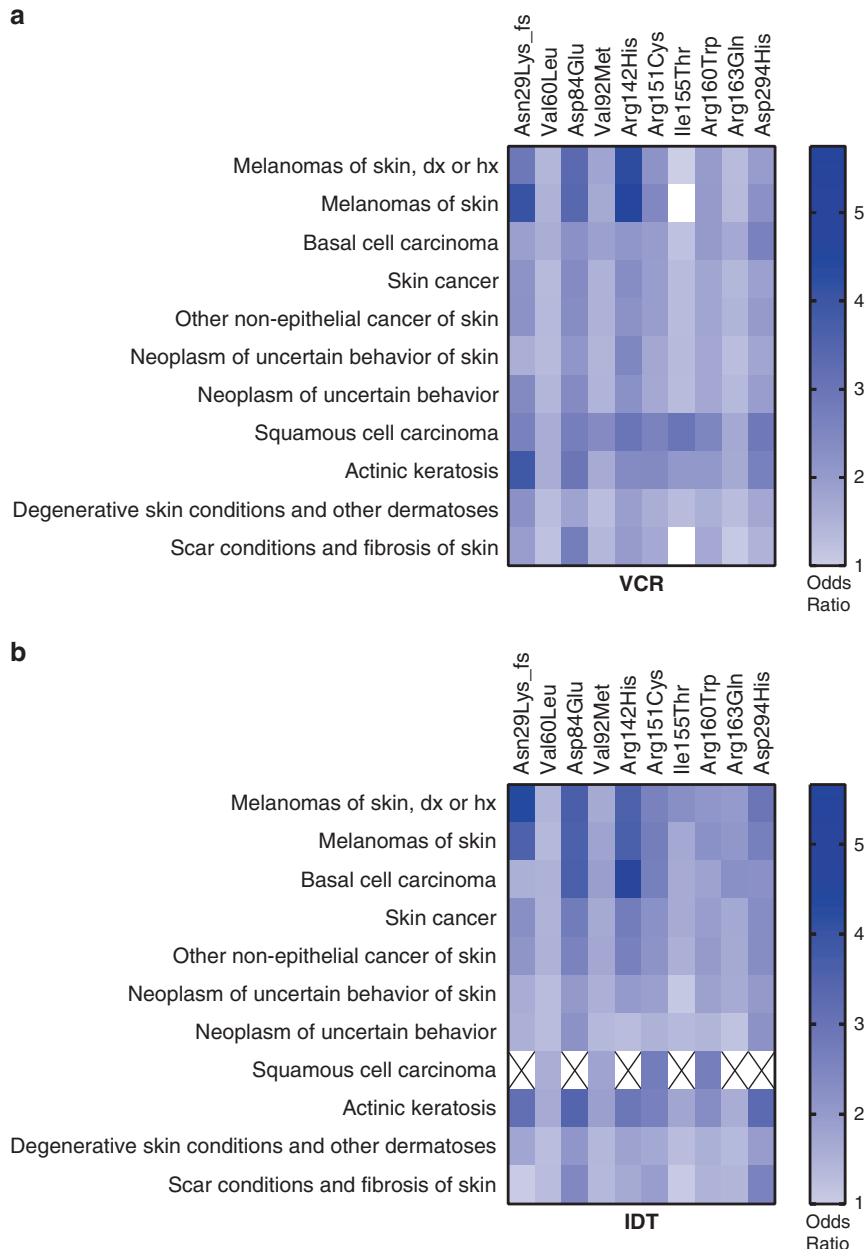 a
Asn29Lys_fs
Val60Leu
Asp84Glu
Val92Met
Arg142His
Arg151Cys
Ile155Thr
Arg160Trp
Arg163Gln
Asp294His
Melanomas of skin, dx or hx
Melanomas of skin
Basal cell carcinoma
Skin cancer
Other non-epithelial cancer of skin
Neoplasm of uncertain behavior of skin
Neoplasm of uncertain behavior
Squamous cell carcinoma
Actinic keratosis
Degenerative skin conditions and other dermatoses
Scar conditions and fibrosis of skin
VCR
5
4
3
2
1
Odds
Ratio
b
Asn29Lys_fs
Val60Leu
Asp84Glu
Val92Met
Arg142His
Arg151Cys
Ile155Thr
Arg160Trp
Arg163Gln
Asp294His
Melanomas of skin, dx or hx
Melanomas of skin
Basal cell carcinoma
Skin cancer
Other non-epithelial cancer of skin
Neoplasm of uncertain behavior of skin
Neoplasm of uncertain behavior
Squamous cell carcinoma
Actinic keratosis
Degenerative skin conditions and other dermatoses
Scar conditions and fibrosis of skin
IDT
5
4
3
2
1
Odds
Ratio